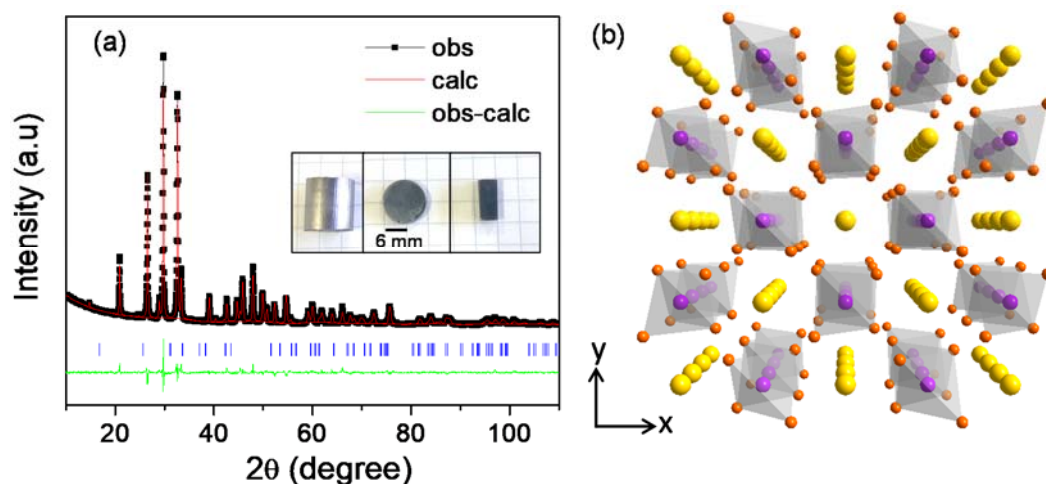 (a)
obs
calc
obs-calc
6 mm
Intensity (a.u)
20
40
60
80
100
2θ (degree)
(b)
y
x